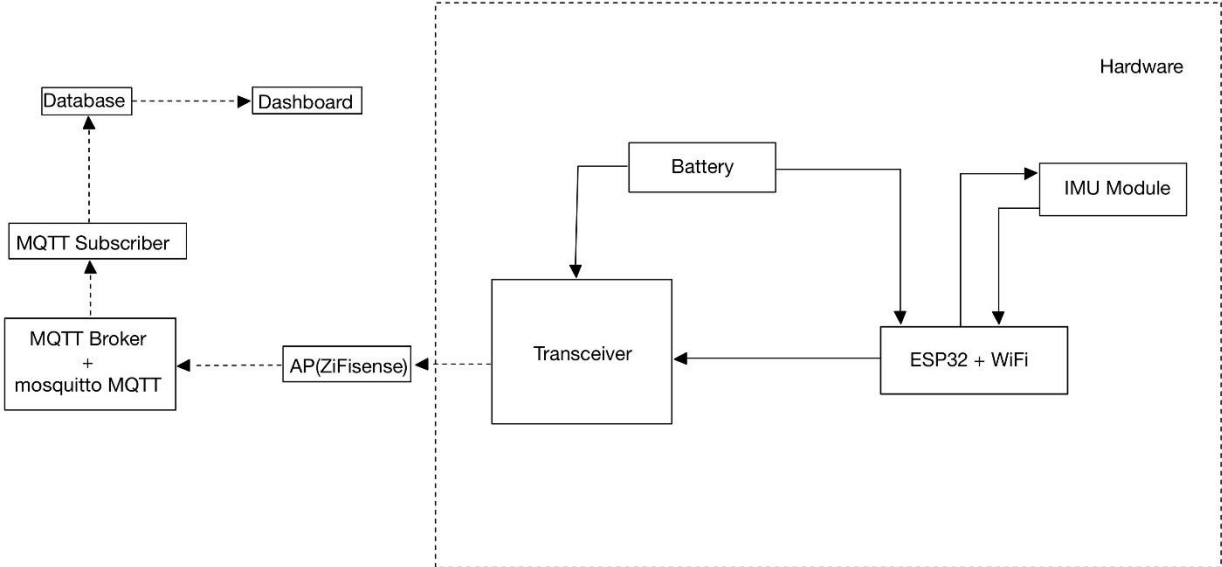 Hardware
Database
Dashboard
Battery
IMU Module
MQTT Subscriber
MQTT Broker
+
mosquitto MQTT
AP(ZiFisense)
Transceiver
ESP32 + WiFi